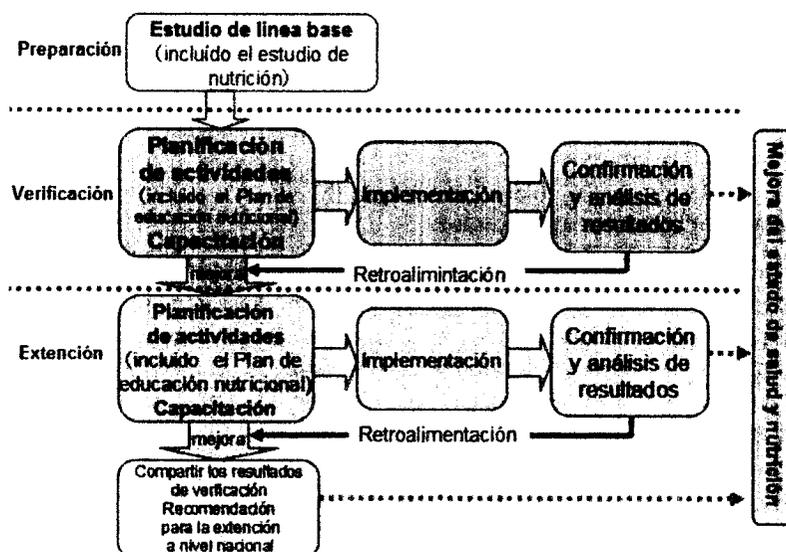 Preparación
Estudio de linea base
(incluído el estudio de
nutrición)
Verificación
Planificación
de actividades
(incluído el Plan de
educación nutricional)
Capacitación
Implementación
Confirmación
y análisis de
resultados
mejora
Retroalimintación
Extención
Planificación
de actividades
(incluído el Plan de
educación nutricional)
Capacitación
Implementación
Confirmación
y análisis de
resultados
mejora
Retroalimentación
Compartir los resultados
de verificación
Recomendación
para la extención
a nivel nacional
Mejora del estado de salud y nutrición